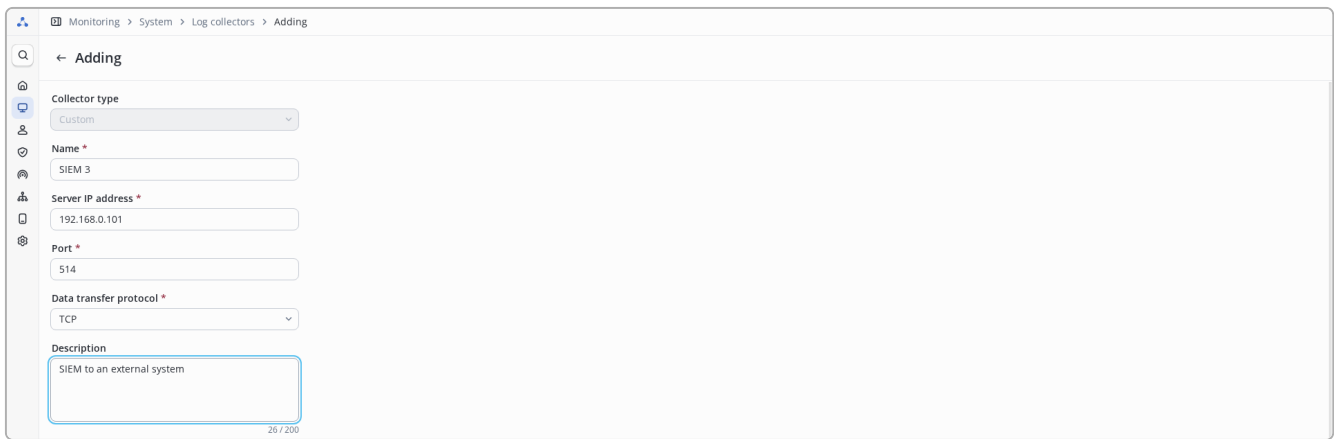 Monitoring > System > Log collectors > Adding
← Adding
Collector type
Custom
Name *
SIEM 3
Server IP address *
192.168.0.101
Port *
514
Data transfer protocol *
TCP
Description
SIEM to an external system
26 / 200